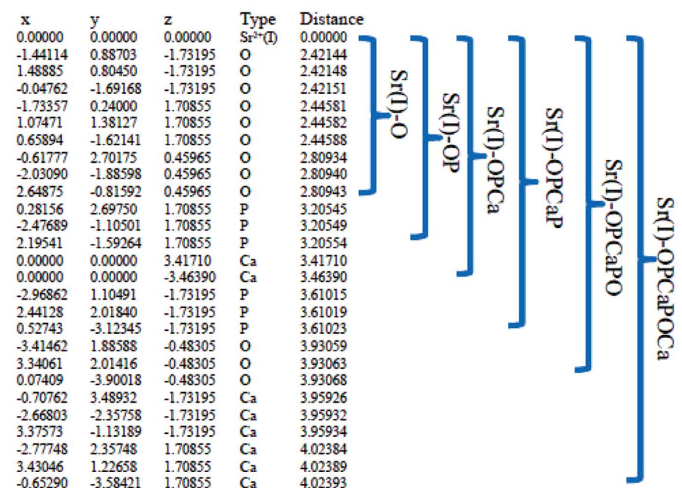 x y z Type Distance
0.00000 0.00000 0.00000 Sr²⁺(I) 0.00000
-1.44114 0.88703 -1.73195 O 2.42144
1.48885 0.80450 -1.73195 O 2.42148
-0.04762 -1.69168 -1.73195 O 2.42151
-1.73357 0.24000 1.70855 O 2.44581
1.07471 1.38127 1.70855 O 2.44582
0.65894 -1.62141 1.70855 O 2.44588
-0.61777 2.70175 0.45965 O 2.80934
-2.03090 -1.88598 0.45965 O 2.80940
2.64875 -0.81592 0.45965 O 2.80943
0.28156 2.69750 1.70855 P 3.20545
-2.47689 -1.10501 1.70855 P 3.20549
2.19541 -1.59264 1.70855 P 3.20554
0.00000 0.00000 3.41710 Ca 3.41710
0.00000 0.00000 -3.46390 Ca 3.46390
-2.96862 1.10491 -1.73195 P 3.61015
2.44128 2.01840 -1.73195 P 3.61019
0.52743 -3.12345 -1.73195 P 3.61023
-3.41462 1.88588 -0.48305 O 3.93059
3.34061 2.01416 -0.48305 O 3.93063
0.07409 -3.90018 -0.48305 O 3.93068
-0.70762 3.48932 -1.73195 Ca 3.95926
-2.66803 -2.35758 -1.73195 Ca 3.95932
3.37573 -1.13189 -1.73195 Ca 3.95934
-2.77748 2.35748 1.70855 Ca 4.02384
3.43046 1.22658 1.70855 Ca 4.02389
-0.65290 -3.58421 1.70855 Ca 4.02393
Sr(I)-O
Sr(I)-OP
Sr(I)-OPCa
Sr(I)-OPCaP
Sr(I)-OPCaPO
Sr(I)-OPCaPOCa